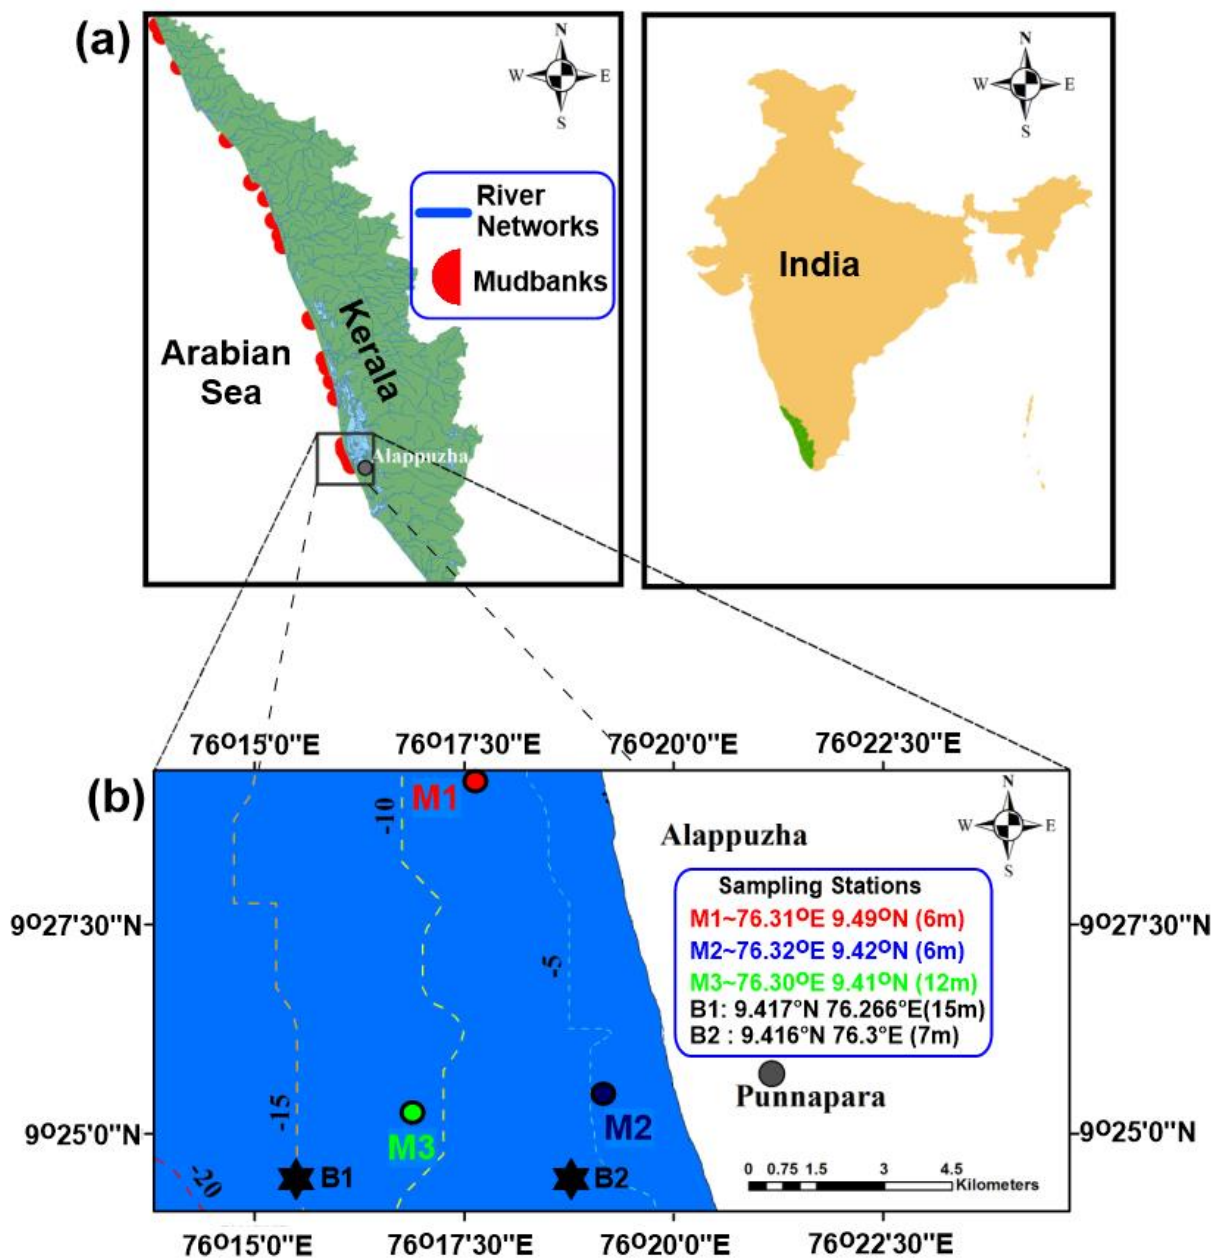 (a)
N
W E
S
River
Networks
Mudbanks
Kerala
Arabian
Sea
Alappuzha
N
W E
S
India
76O15'0"E 76O17'30"E 76O20'0"E 76O22'30"E
(b)
M1
-10
N
W E
S
Alappuzha
Sampling Stations
M1~76.31OE 9.49ON (6m)
M2~76.32OE 9.42ON (6m)
M3~76.30OE 9.41ON (12m)
B1: 9.417°N 76.266°E(15m)
B2 : 9.416°N 76.3°E (7m)
9O27'30"N 9O27'30"N
-5
Punnapara
-15
M2
M3
9O25'0"N 9O25'0"N
-20
B1
B2
0 0.75 1.5 3 4.5
Kilometers
76O15'0"E 76O17'30"E 76O20'0"E 76O22'30"E